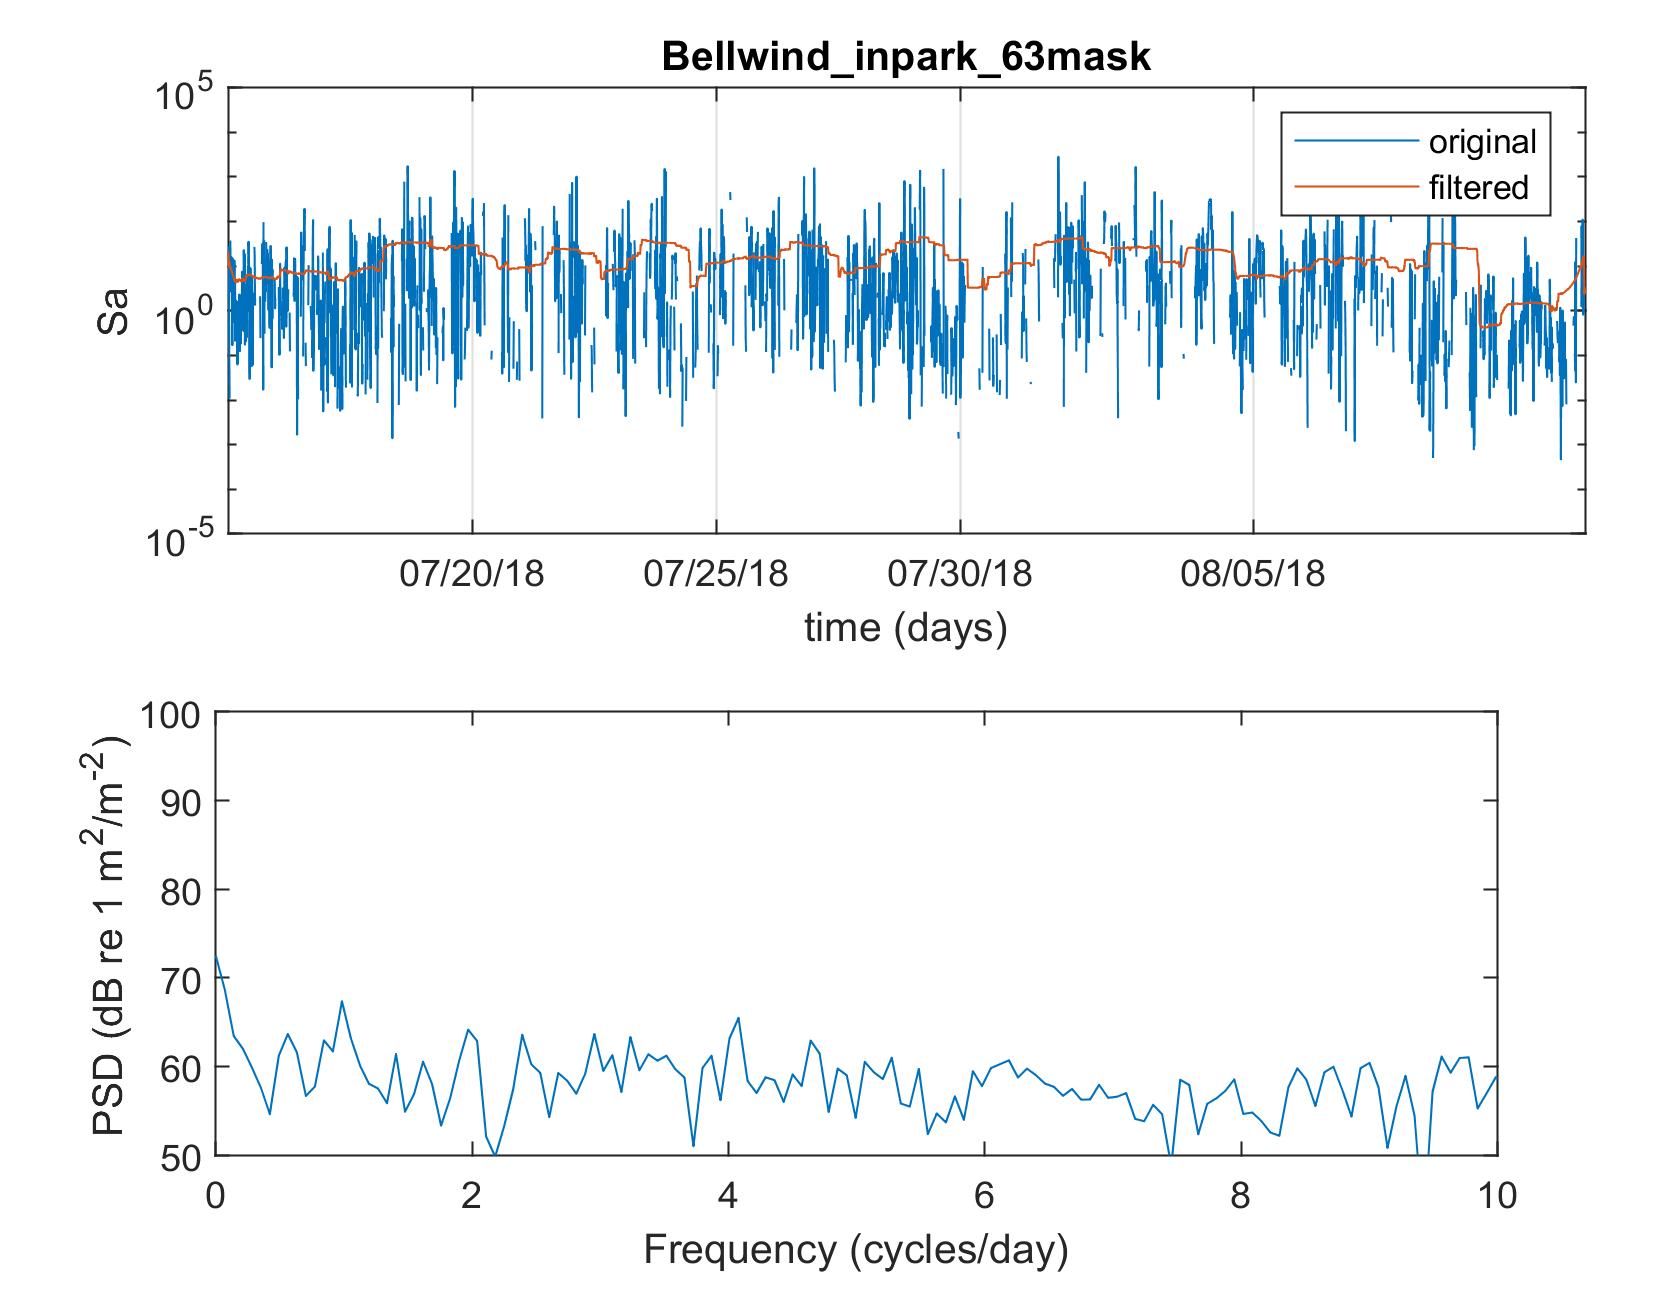 Bellwind_inpark_63mask
10^5
10^0
10^-5
Sa
original
filtered
07/20/18 07/25/18 07/30/18 08/05/18
time (days)
100
90
80
70
60
50
PSD (dB re 1 m^2/m^-2)
0 2 4 6 8 10
Frequency (cycles/day)